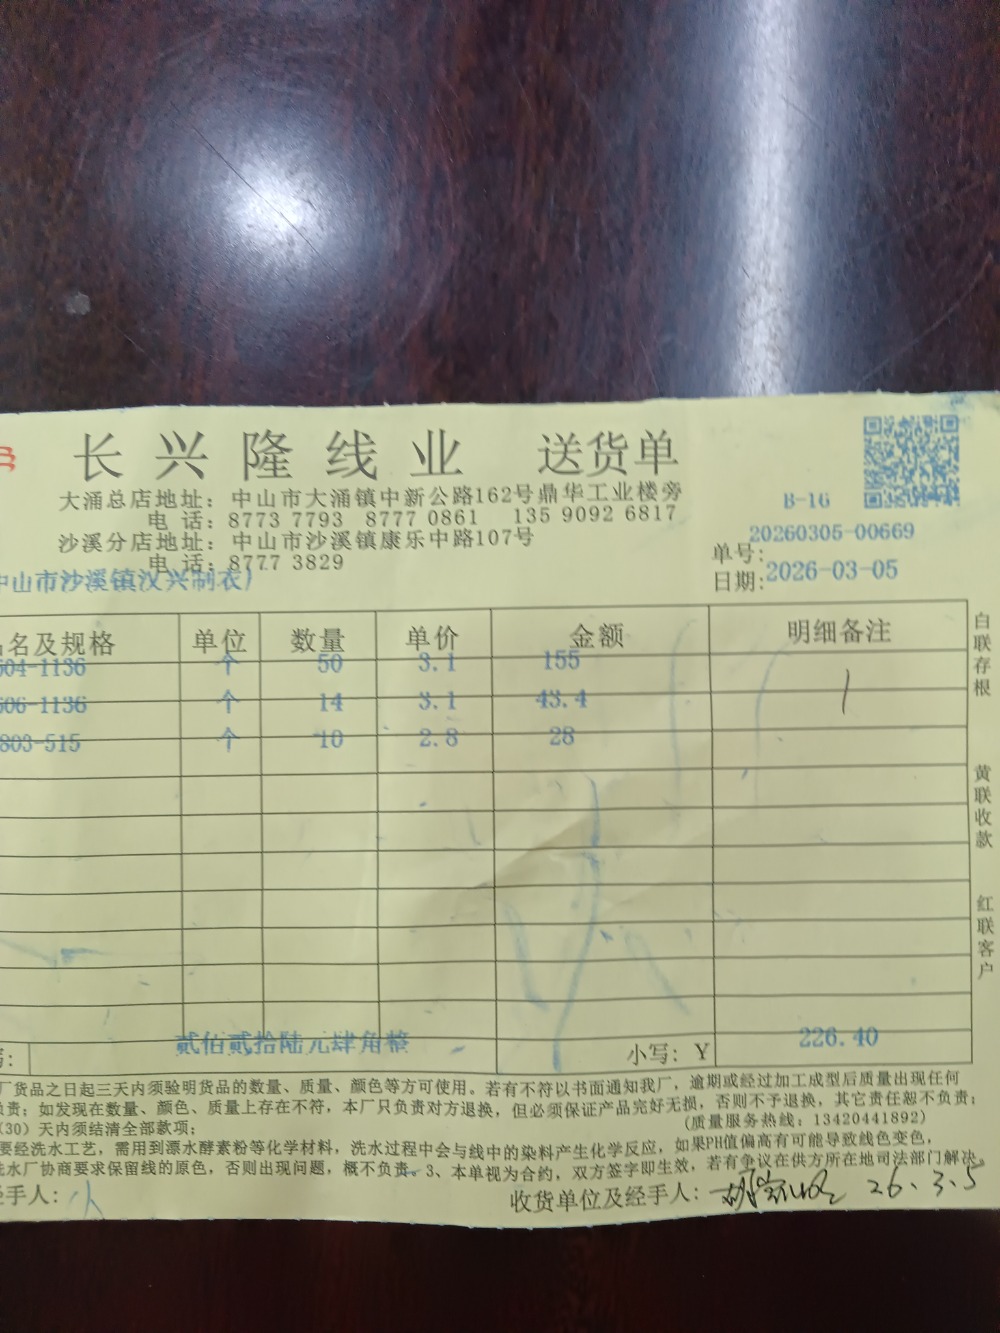 长兴隆线业 送货单
大涌总店地址：中山市大涌镇中新公路162号鼎华工业楼旁
电 话：8773 7793 8777 0861 135 9092 6817
沙溪分店地址：中山市沙溪镇康乐中路107号
电 话：8777 3829
B-16
单号：20260305-00669
日期：2026-03-05
中山市沙溪镇汉兴制衣）
名及规格 单位 数量 单价 金额 明细备注
604-1136 个 50 3.1 155
606-1136 个 14 3.1 43.4
803-515 个 10 2.8 28
贰佰贰拾陆元肆角整 小写：Y 226.40
厂货品之日起三天内须验明货品的数量、质量、颜色等方可使用。若有不符以书面通知我厂，逾期或经过加工成型后质量出现任何
负责；如发现在数量、颜色、质量上存在不符，本厂只负责对方退换，但必须保证产品完好无损，否则不予退换，其它责任恕不负责；
(30）天内须结清全部款项； (质量服务热线：13420441892)
要经洗水工艺，需用到漂水酵素粉等化学材料，洗水过程中会与线中的染料产生化学反应，如果PH值偏高有可能导致线色变色，
洗水厂协商要求保留线的原色，否则出现问题，概不负责。3、本单视为合约，双方签字即生效，若有争议在供方所在地司法部门解决。
手人： 收货单位及经手人： 26.3.5
白联存根
黄联收款
红联客户